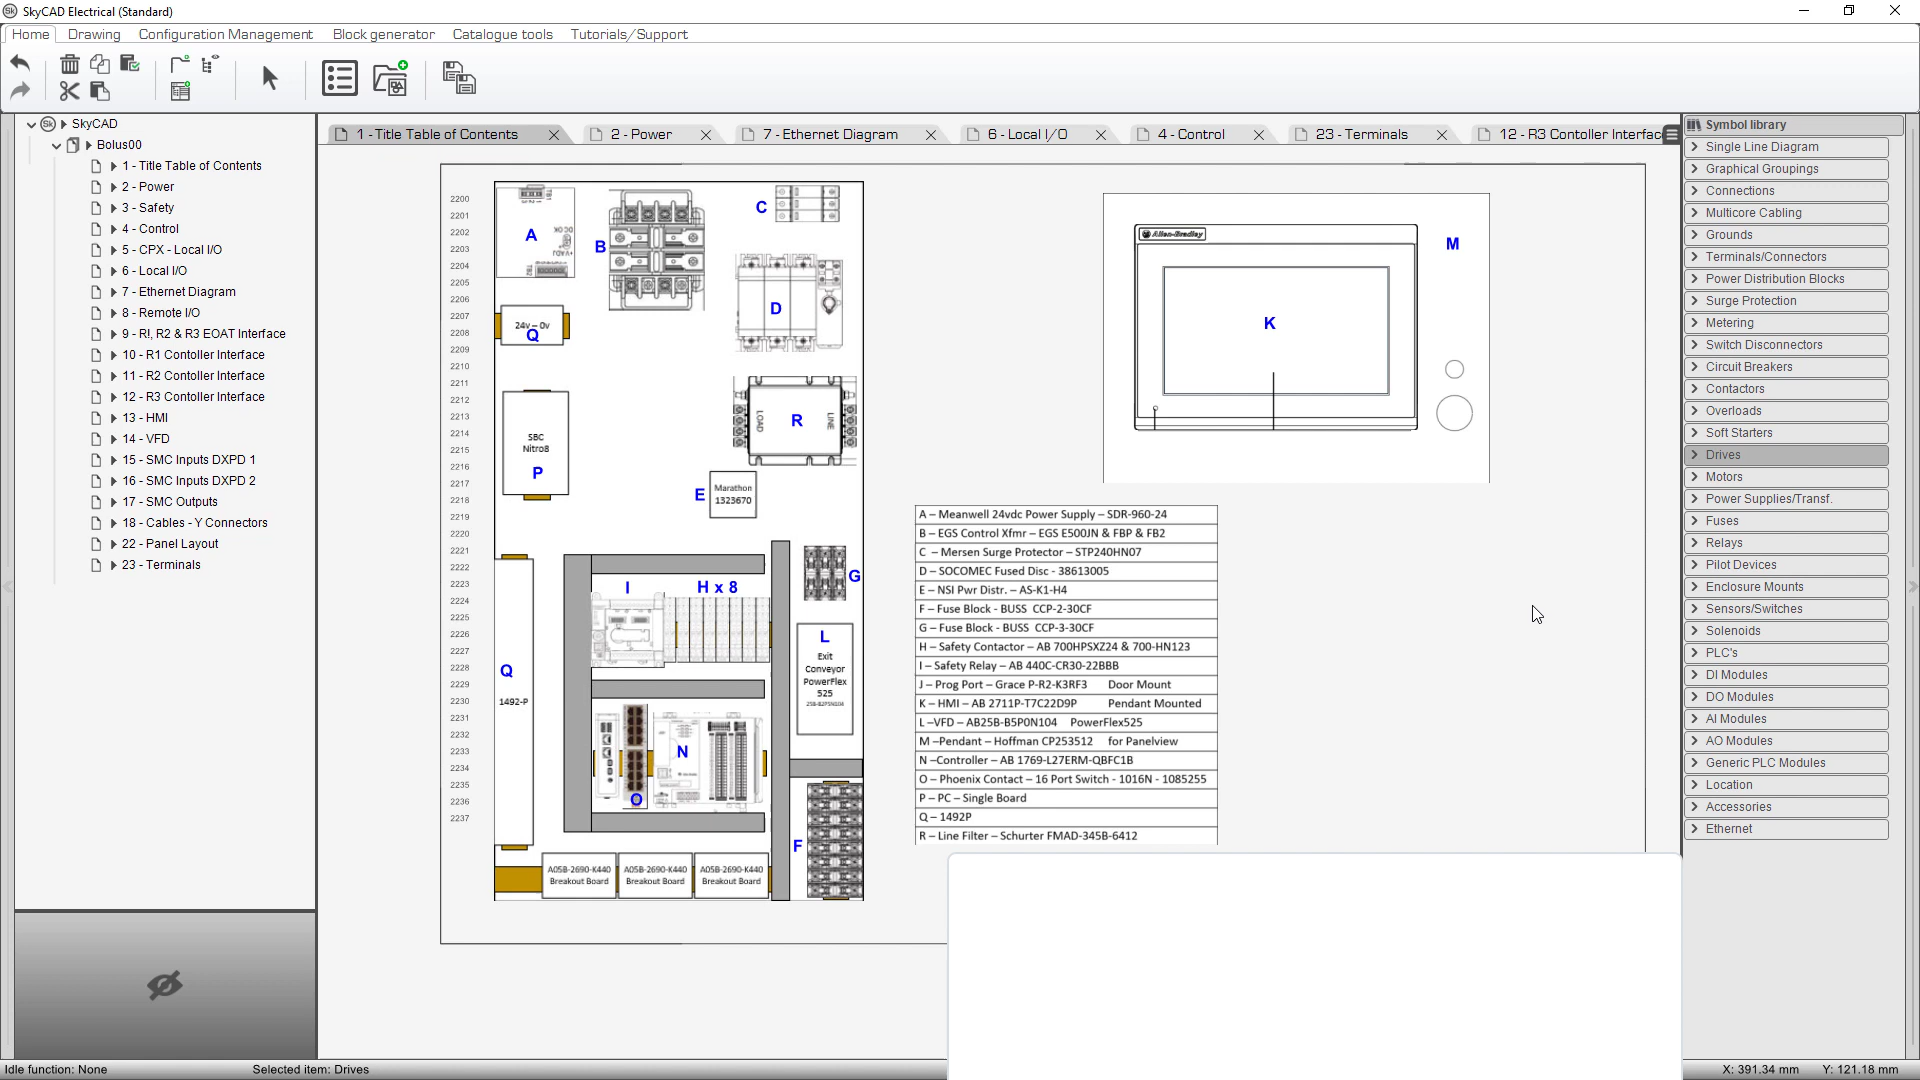 SkyCAD Electrical (Standard)
Home
Drawing
Configuration Management
Block generator
Catalogue tools
Tutorials/Support
SkyCAD
Bolus00
1 - Title Table of Contents
2 - Power
3 - Safety
4 - Control
5 - CPX - Local I/O
6 - Local I/O
7 - Ethernet Diagram
8 - Remote I/O
9 - R!, R2 & R3 EOAT Interface
10 - R1 Contoller Interface
11 - R2 Contoller Interface
12 - R3 Contoller Interface
13 - HMI
14 - VFD
15 - SMC Inputs DXPD 1
16 - SMC Inputs DXPD 2
17 - SMC Outputs
18 - Cables - Y Connectors
22 - Panel Layout
23 - Terminals
1 - Title Table of Contents
2 - Power
7 - Ethernet Diagram
6 - Local I/O
4 - Control
23 - Terminals
12 - R3 Contoller Interfac
2200
2201
2202
2203
2204
2205
2206
2207
2208
2209
2210
2211
2212
2213
2214
2215
2216
2217
2218
2219
2220
2221
2222
2223
2224
2225
2226
2227
2228
2229
2230
2231
2232
2233
2234
2235
2236
2237
A
TB2
DC OK
+VADJ
B
C
D
24v – 0v
Q
SBC
Nitro8
P
LOAD
R
LINE
E
Marathon
1323670
I
H x 8
G
L
Exit
Conveyor
PowerFlex
525
25B-B2P5N104
Q
1492-P
N
O
F
A05B-2690-K440
Breakout Board
A05B-2690-K440
Breakout Board
A05B-2690-K440
Breakout Board
Allen-Bradley
K
M
A – Meanwell 24vdc Power Supply – SDR-960-24
B – EGS Control Xfmr – EGS E500JN & FBP & FB2
C – Mersen Surge Protector – STP240HN07
D – SOCOMEC Fused Disc - 38613005
E – NSI Pwr Distr. – AS-K1-H4
F – Fuse Block - BUSS CCP-2-30CF
G – Fuse Block - BUSS CCP-3-30CF
H – Safety Contactor – AB 700HPSXZ24 & 700-HN123
I – Safety Relay – AB 440C-CR30-22BBB
J – Prog Port – Grace P-R2-K3RF3 Door Mount
K – HMI – AB 2711P-T7C22D9P Pendant Mounted
L –VFD – AB25B-B5P0N104 PowerFlex525
M –Pendant – Hoffman CP253512 for Panelview
N –Controller – AB 1769-L27ERM-QBFC1B
O – Phoenix Contact – 16 Port Switch - 1016N - 1085255
P – PC – Single Board
Q – 1492P
R – Line Filter – Schurter FMAD-345B-6412
Symbol library
Single Line Diagram
Graphical Groupings
Connections
Multicore Cabling
Grounds
Terminals/Connectors
Power Distribution Blocks
Surge Protection
Metering
Switch Disconnectors
Circuit Breakers
Contactors
Overloads
Soft Starters
Drives
Motors
Power Supplies/Transf.
Fuses
Relays
Pilot Devices
Enclosure Mounts
Sensors/Switches
Solenoids
PLC's
DI Modules
DO Modules
AI Modules
AO Modules
Generic PLC Modules
Location
Accessories
Ethernet
Idle function: None
Selected item: Drives
X: 391.34 mm
Y: 121.18 mm